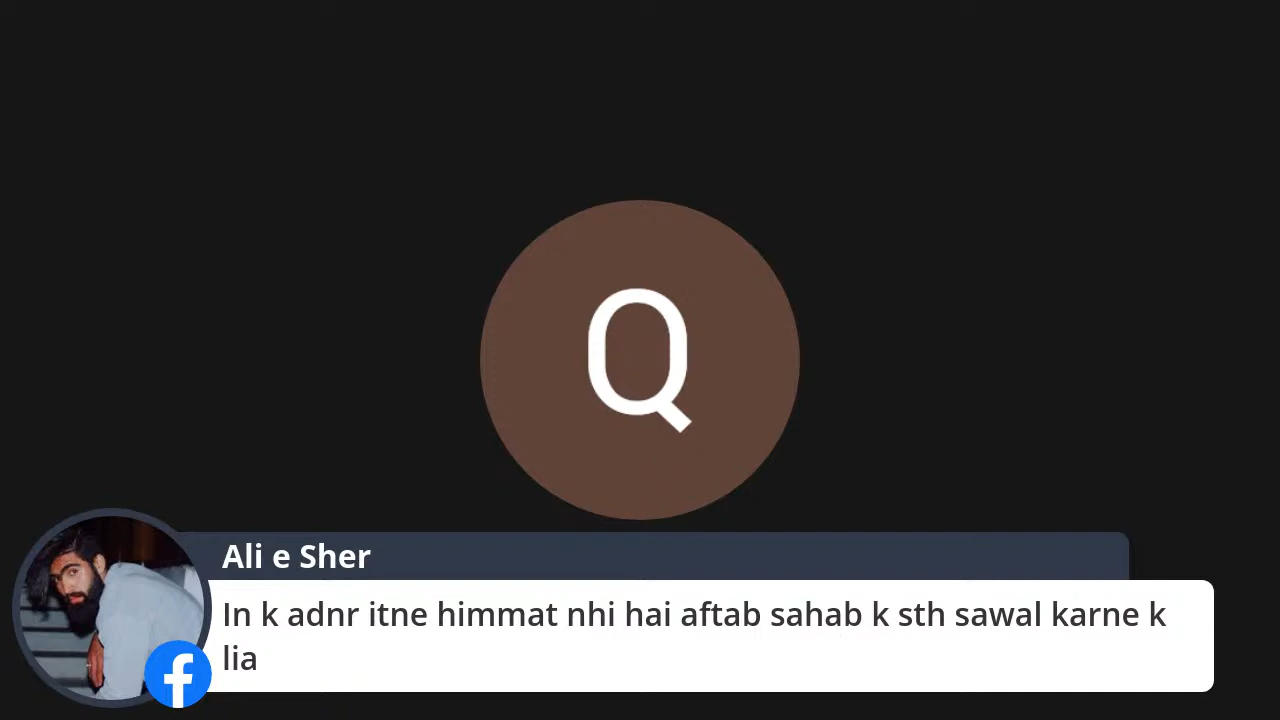 Q
Ali e Sher
In k adnr itne himmat nhi hai aftab sahab k sth sawal karne k
lia